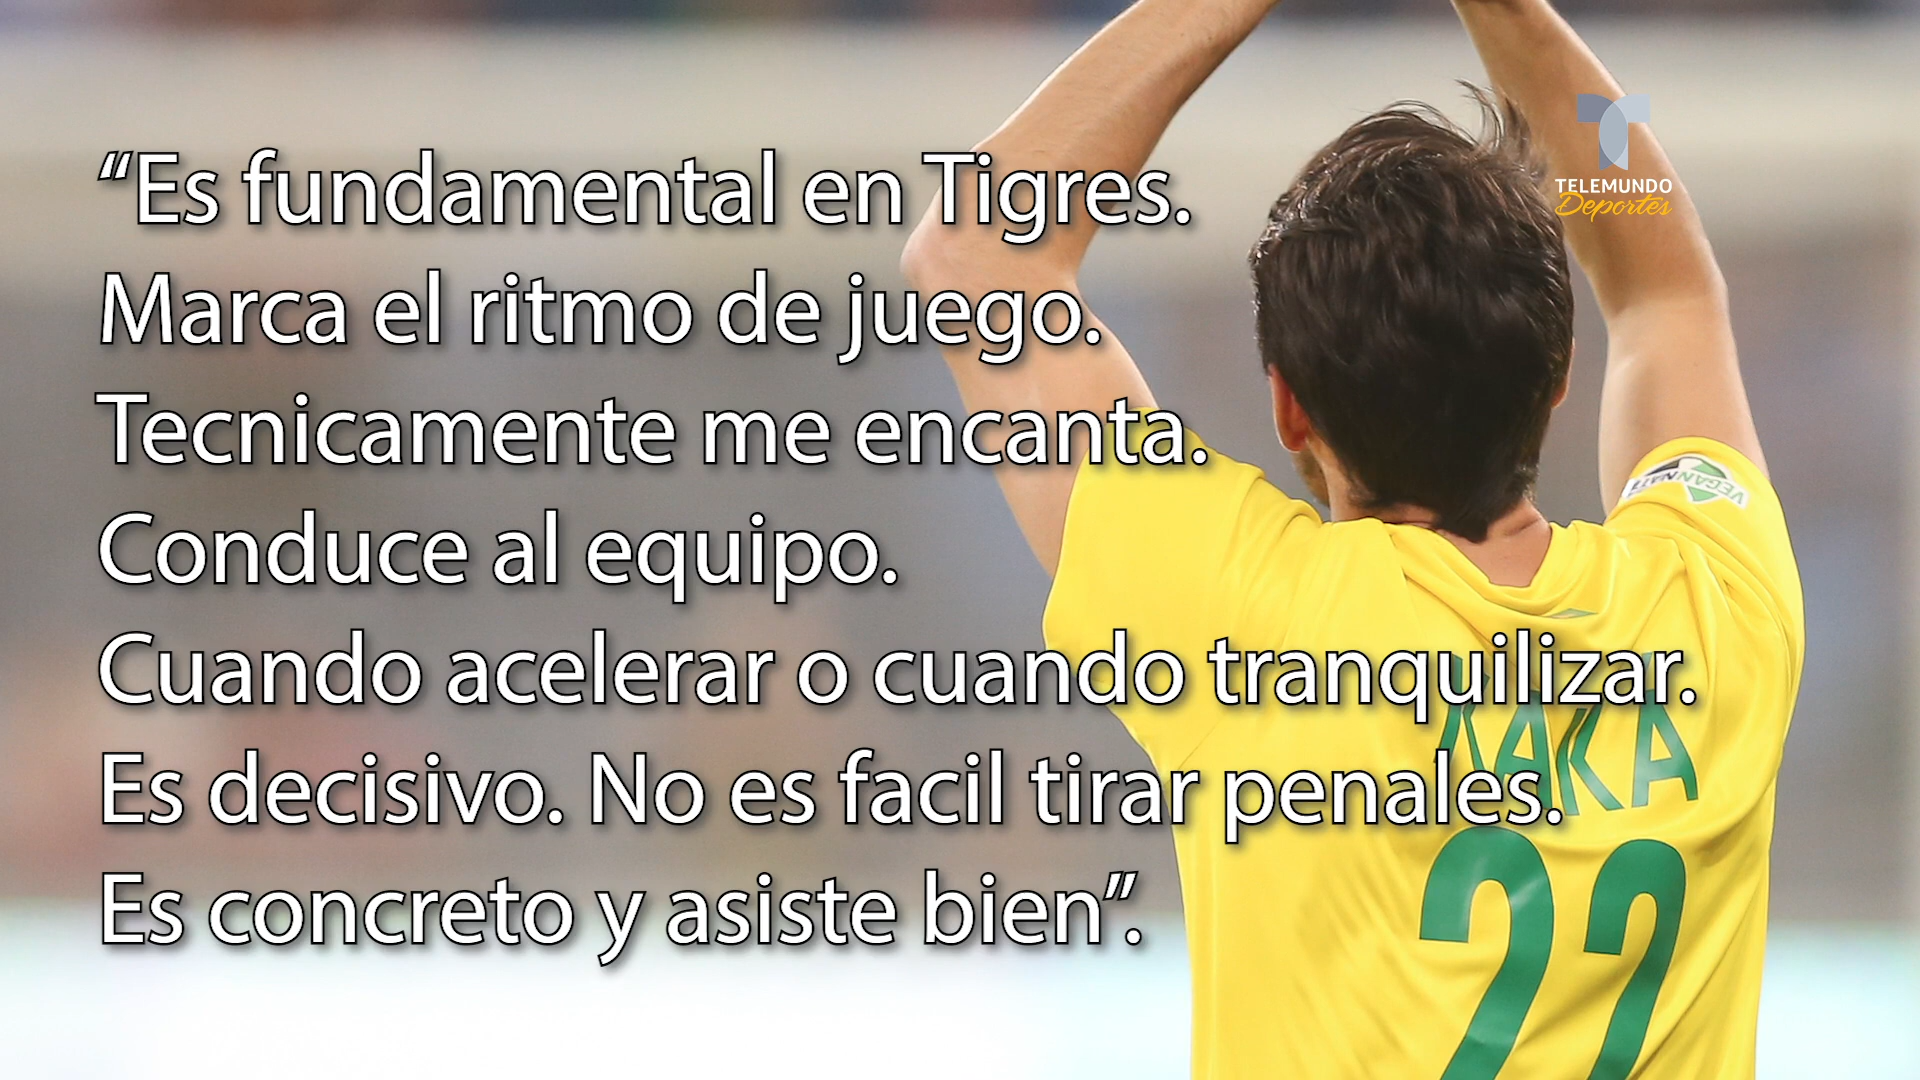 “Es fundamental en Tigres.
Marca el ritmo de juego.
Tecnicamente me encanta.
Conduce al equipo.
Cuando acelerar o cuando tranquilizar.
Es decisivo. No es facil tirar penales.
Es concreto y asiste bien”.
TELEMUNDO
Deportes
VEGANNATION
KAKA
22